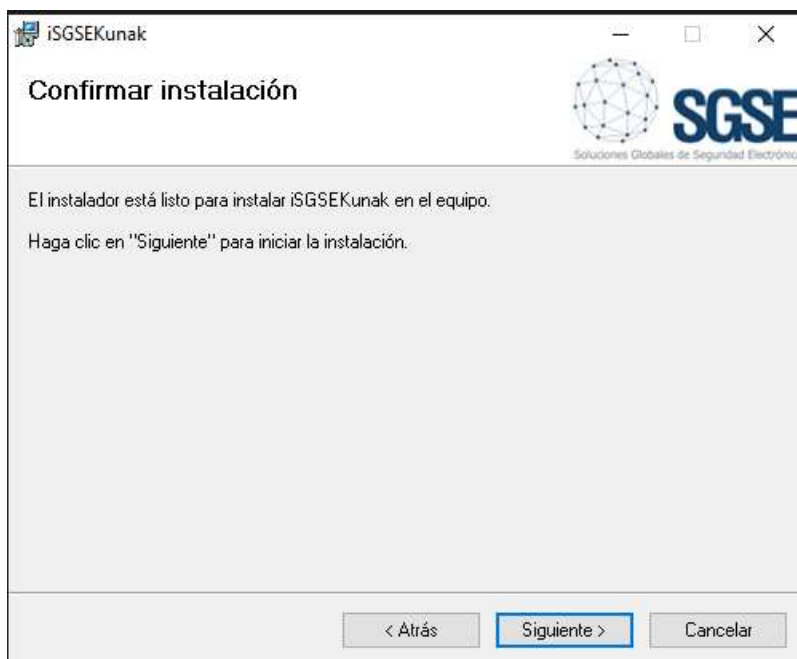 iSGSEKunak
Confirmar instalación
SGSE
Soluciones Globales de Seguridad Electrónic
El instalador está listo para instalar iSGSEKunak en el equipo.
Haga clic en "Siguiente" para iniciar la instalación.
< Atrás
Siguiente >
Cancelar